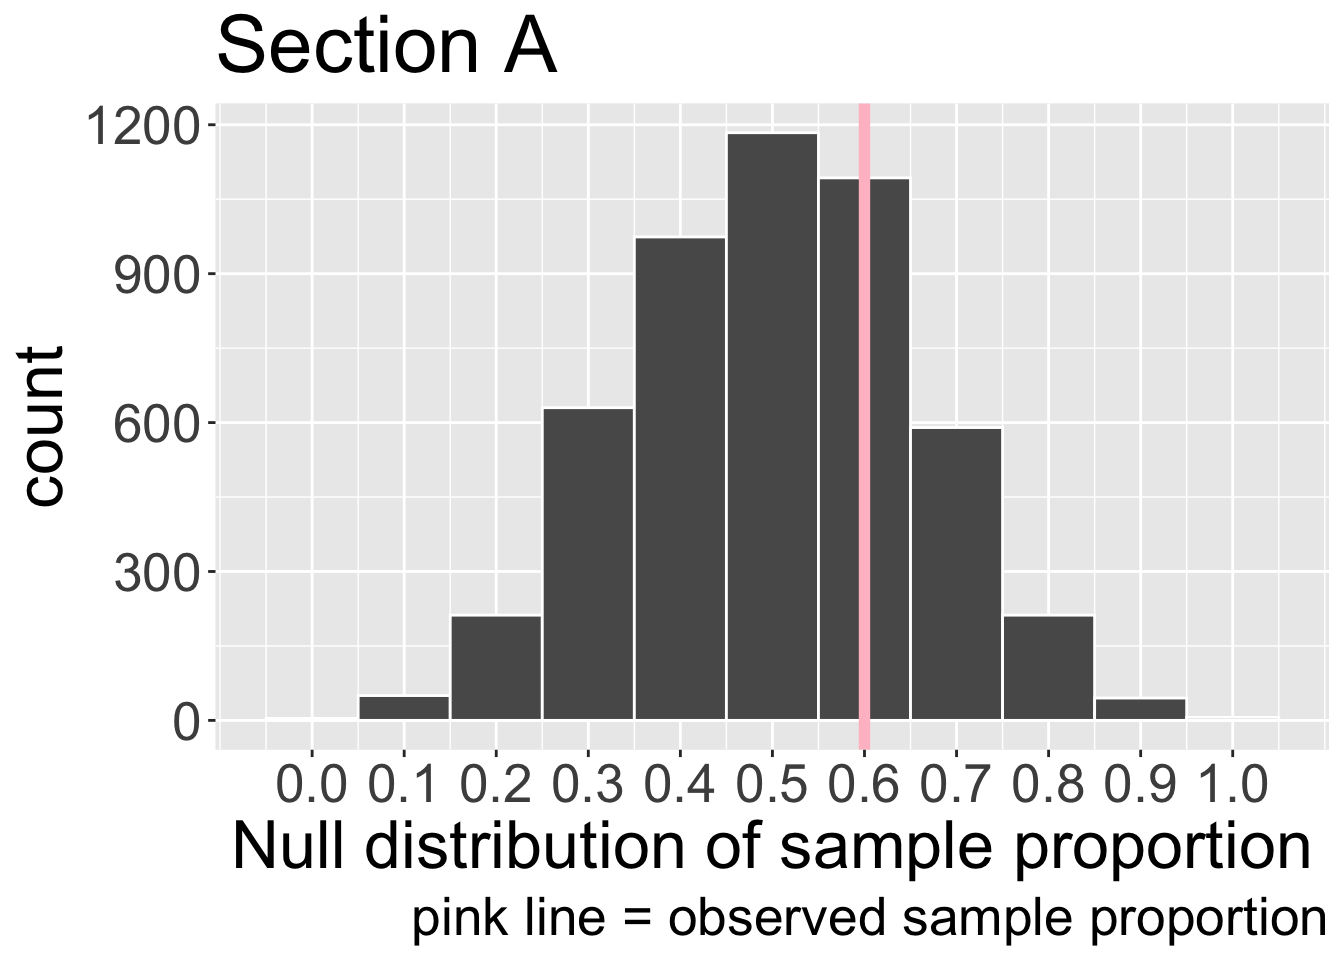 Section A
1200
900
600
300
0
count
0.0 0.1 0.2 0.3 0.4 0.5 0.6 0.7 0.8 0.9 1.0
Null distribution of sample proportion
pink line = observed sample proportion